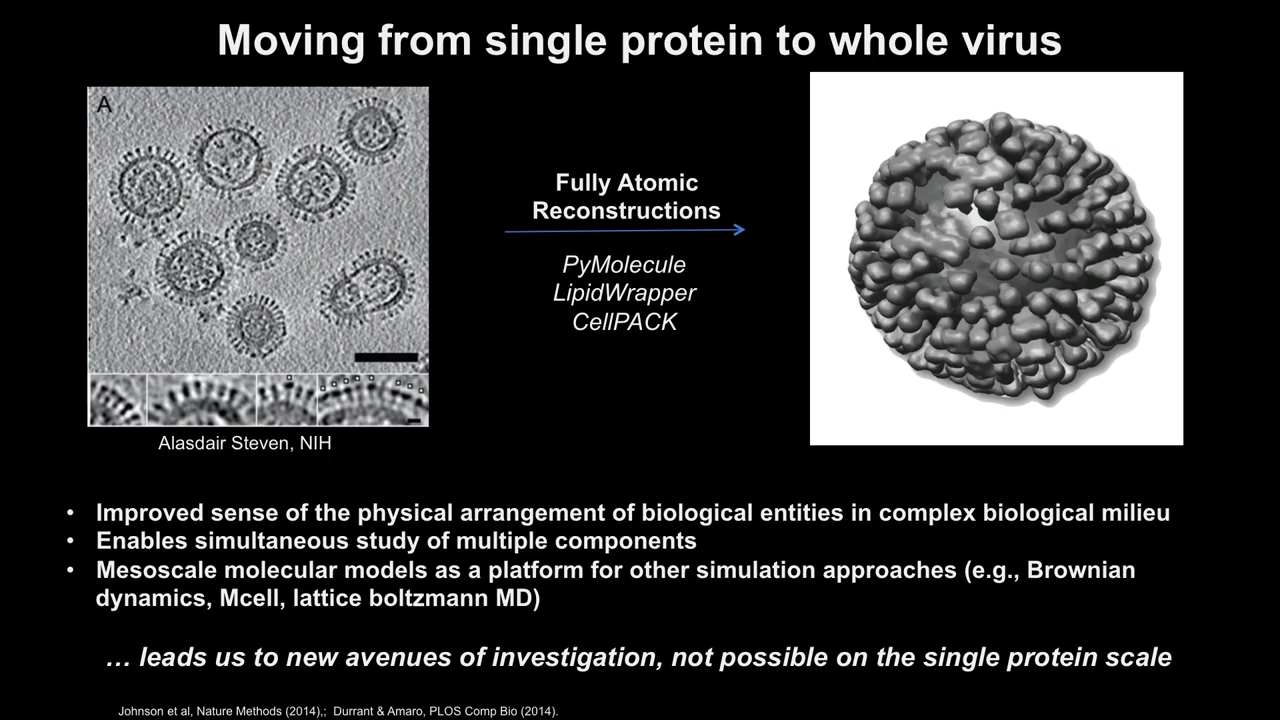 Moving from single protein to whole virus
A
Fully Atomic
Reconstructions
PyMolecule
LipidWrapper
CellPACK
Alasdair Steven, NIH
• Improved sense of the physical arrangement of biological entities in complex biological milieu
• Enables simultaneous study of multiple components
• Mesoscale molecular models as a platform for other simulation approaches (e.g., Brownian
dynamics, Mcell, lattice boltzmann MD)
… leads us to new avenues of investigation, not possible on the single protein scale
Johnson et al, Nature Methods (2014),; Durrant & Amaro, PLOS Comp Bio (2014).